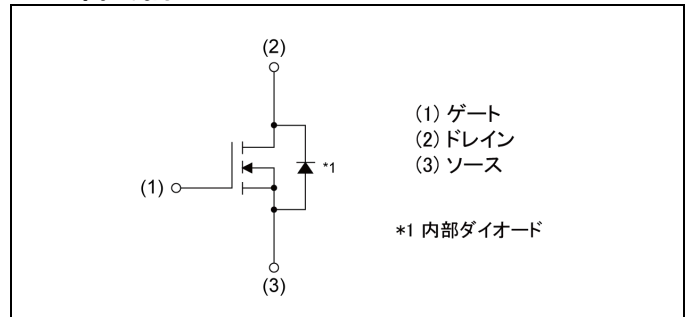 (2)
(1) ゲート
(2) ドレイン
(3) ソース
*1
(1)
*1 内部ダイオード
(3)